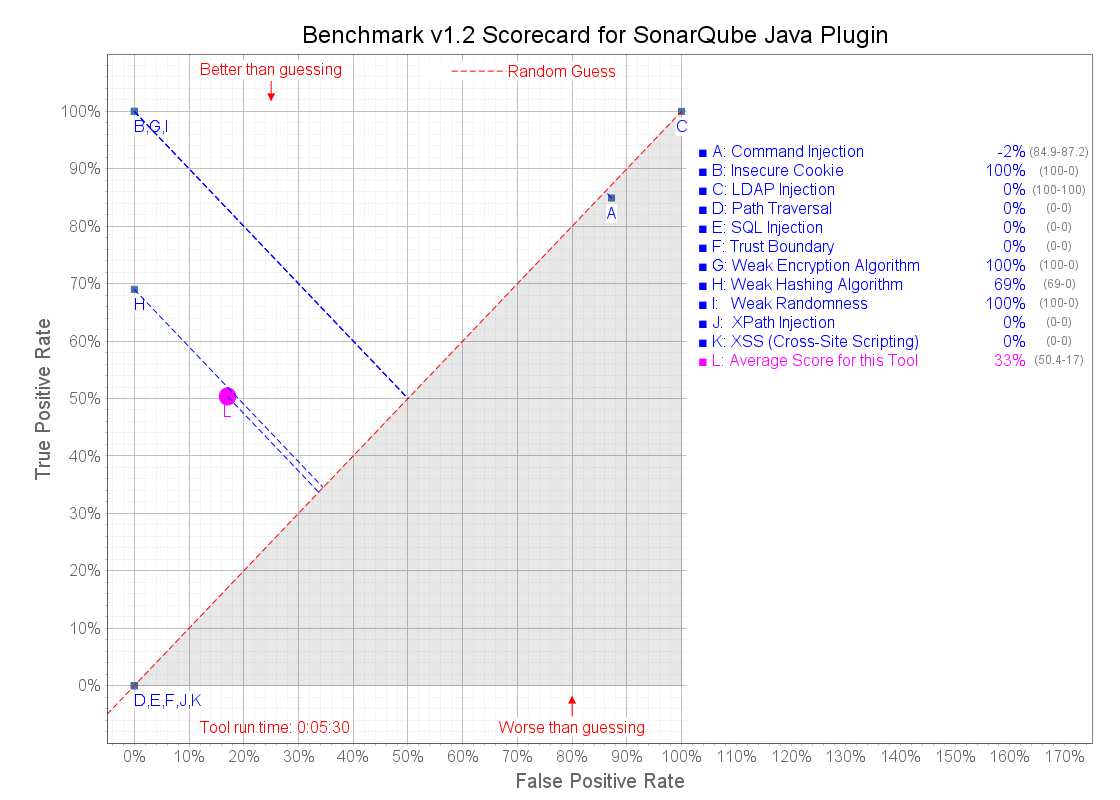 Benchmark v1.2 Scorecard for SonarQube Java Plugin
Better than guessing
Random Guess
100%
90%
80%
70%
60%
50%
40%
30%
20%
10%
0%
True Positive Rate
B,G,I
C
A
H
L
D,E,F,J,K
A: Command Injection -2% (84.9-87.2)
B: Insecure Cookie 100% (100-0)
C: LDAP Injection 0% (100-100)
D: Path Traversal 0% (0-0)
E: SQL Injection 0% (0-0)
F: Trust Boundary 0% (0-0)
G: Weak Encryption Algorithm 100% (100-0)
H: Weak Hashing Algorithm 69% (69-0)
I: Weak Randomness 100% (100-0)
J: XPath Injection 0% (0-0)
K: XSS (Cross-Site Scripting) 0% (0-0)
L: Average Score for this Tool 33% (50.4-17)
Tool run time: 0:05:30
Worse than guessing
0% 10% 20% 30% 40% 50% 60% 70% 80% 90% 100% 110% 120% 130% 140% 150% 160% 170%
False Positive Rate